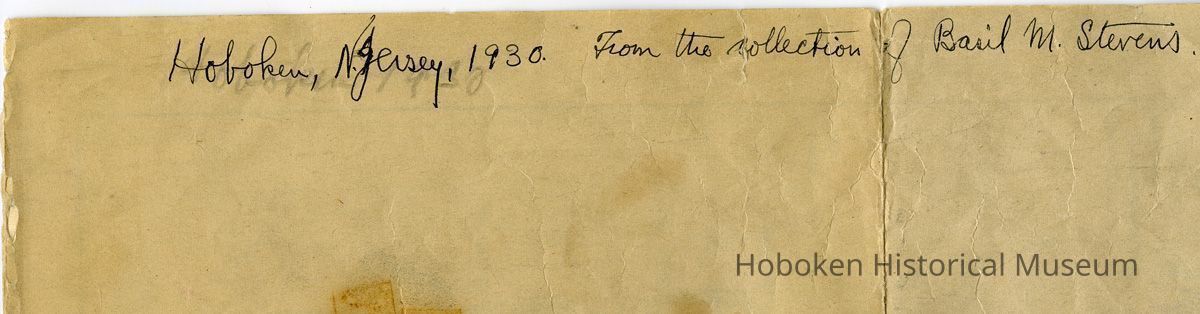 Hoboken, N. Jersey, 1930. From the collection of Basil M. Stevens.
Hoboken Historical Museum